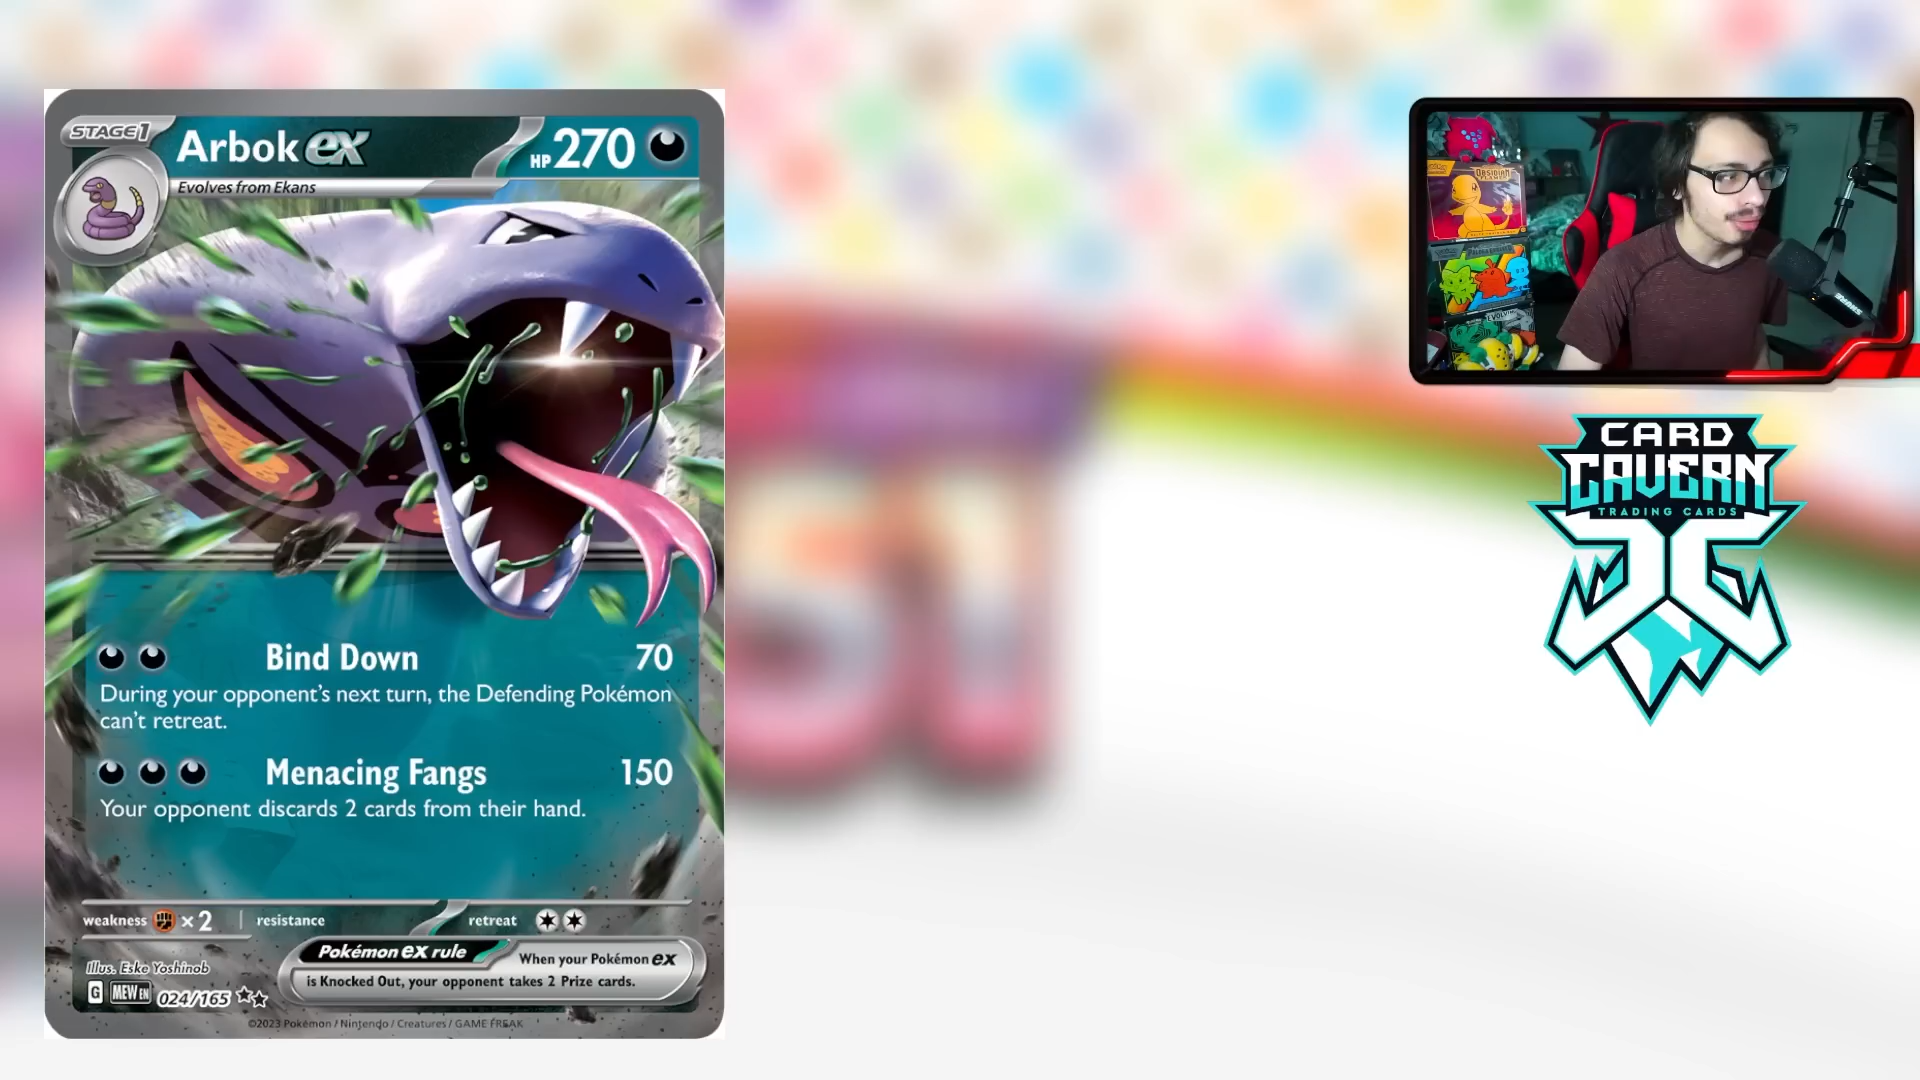 STAGE1
Arbok ex
HP 270
Evolves from Ekans
Bind Down 70
During your opponent's next turn, the Defending Pokémon
can't retreat.
Menacing Fangs 150
Your opponent discards 2 cards from their hand.
weakness ×2 resistance retreat
Pokémon ex rule
When your Pokémon ex
is Knocked Out, your opponent takes 2 Prize cards.
Illus. Eske Yoshinob
G MEW EN 024/165
©2023 Pokémon / Nintendo / Creatures / GAME FREAK
151
OBSIDIAN
FLAMES
CARD
CAVERN
TRADING CARDS